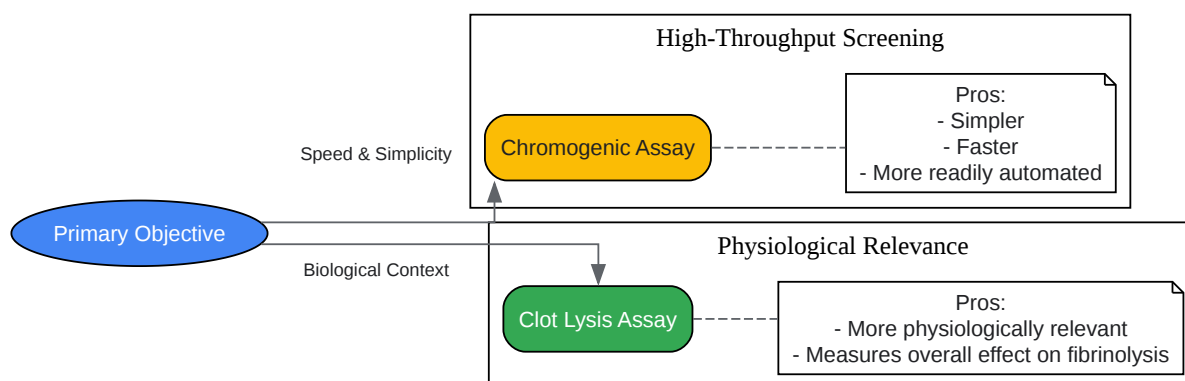 High-Throughput Screening
Pros:
- Simpler
- Faster
- More readily automated
Chromogenic Assay
Speed & Simplicity
Primary Objective
Biological Context
Physiological Relevance
Clot Lysis Assay
Pros:
- More physiologically relevant
- Measures overall effect on fibrinolysis